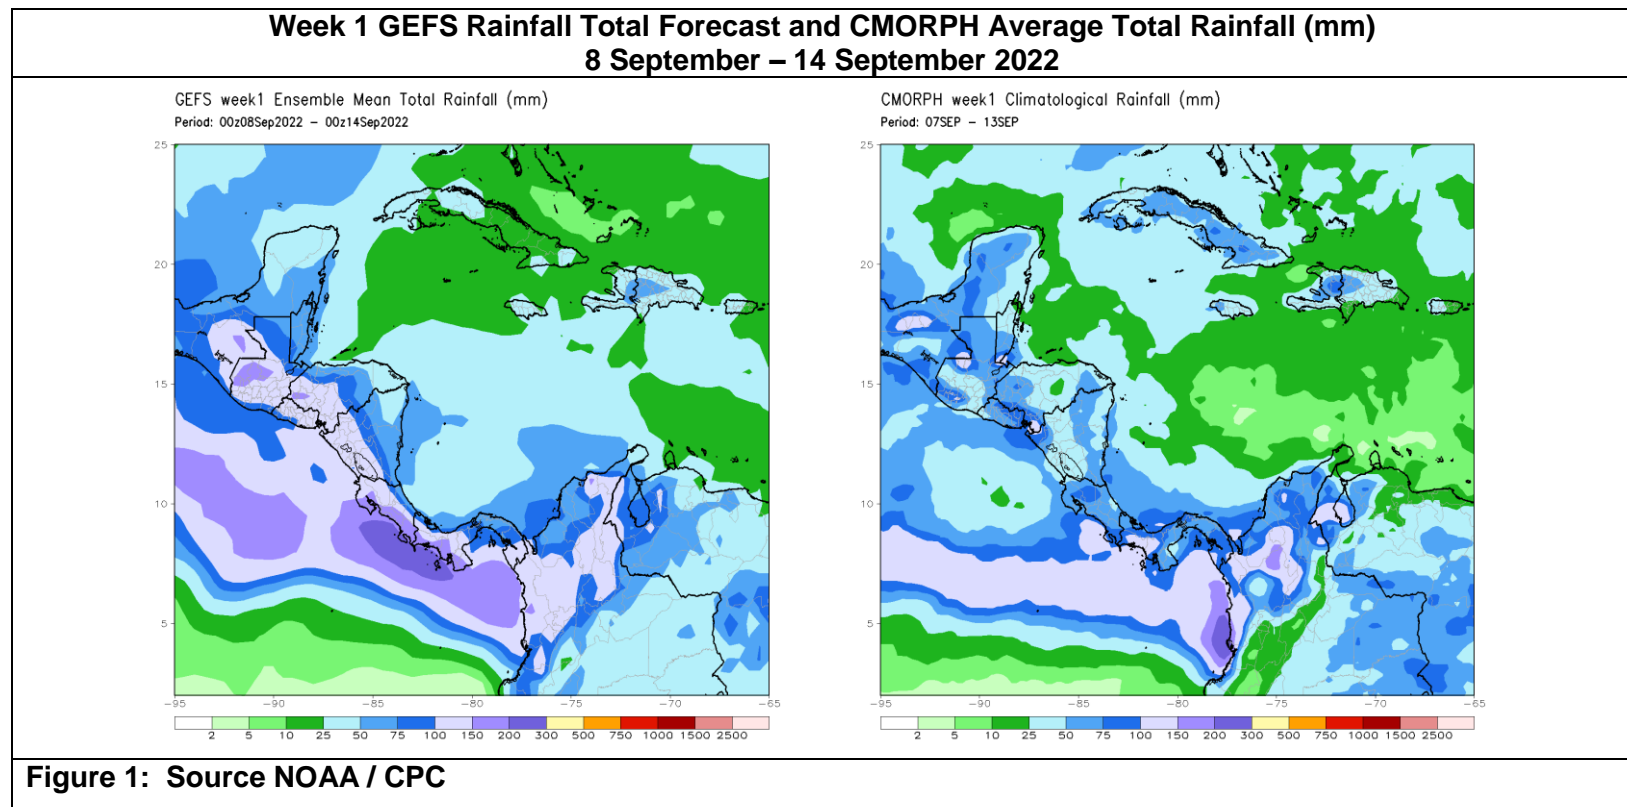 Week 1 GEFS Rainfall Total Forecast and CMORPH Average Total Rainfall (mm)
8 September – 14 September 2022
GEFS week1 Ensemble Mean Total Rainfall (mm)
Period: 00z08Sep2022 – 00z14Sep2022
25
20
15
10
5
-95
-90
-85
-80
-75
-70
-65
2 5 10 25 50 75 100 150 200 300 500 750 1000 1500 2500
CMORPH week1 Climatological Rainfall (mm)
Period: 07SEP – 13SEP
25
20
15
10
5
-95
-90
-85
-80
-75
-70
-65
2 5 10 25 50 75 100 150 200 300 500 750 1000 1500 2500
Figure 1: Source NOAA / CPC